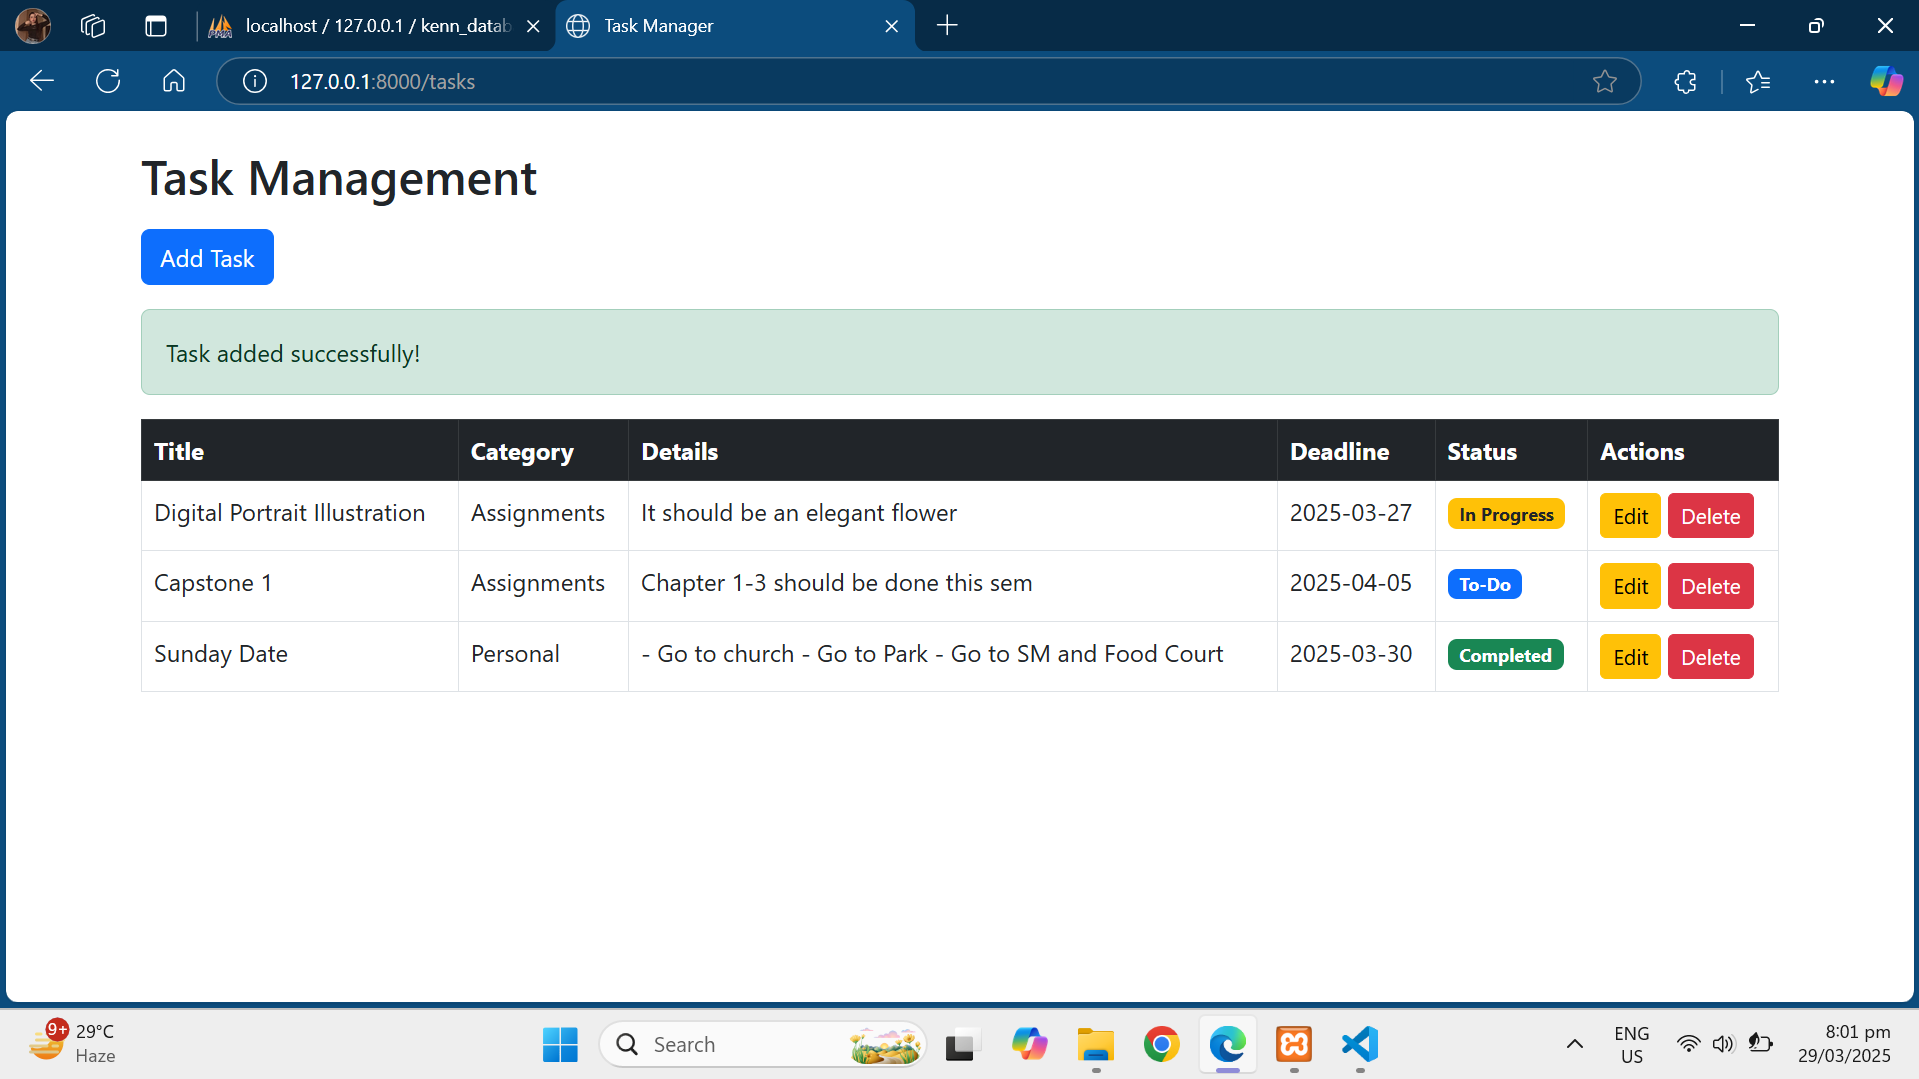 localhost / 127.0.0.1 / kenn_datab
Task Manager
127.0.0.1:8000/tasks
Task Management
Add Task
Task added successfully!
Title Category Details Deadline Status Actions
Digital Portrait Illustration Assignments It should be an elegant flower 2025-03-27 In Progress Edit Delete
Capstone 1 Assignments Chapter 1-3 should be done this sem 2025-04-05 To-Do Edit Delete
Sunday Date Personal - Go to church - Go to Park - Go to SM and Food Court 2025-03-30 Completed Edit Delete
9+
29°C
Haze
Search
ENG
US
8:01 pm
29/03/2025